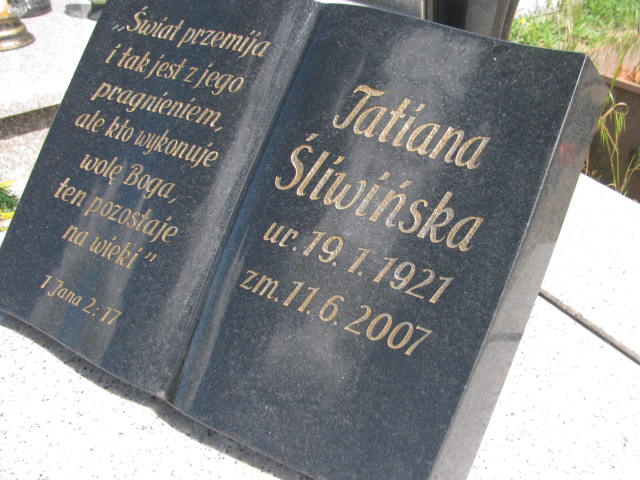 „Świat przemija
i tak jest z jego
pragnieniem,
ale kto wykonuje
wolę Boga,
ten pozostaje
na wieki”
1 Jana 2:17
Tatiana
Śliwińska
ur. 19. 1. 1921
zm. 11. 6. 2007